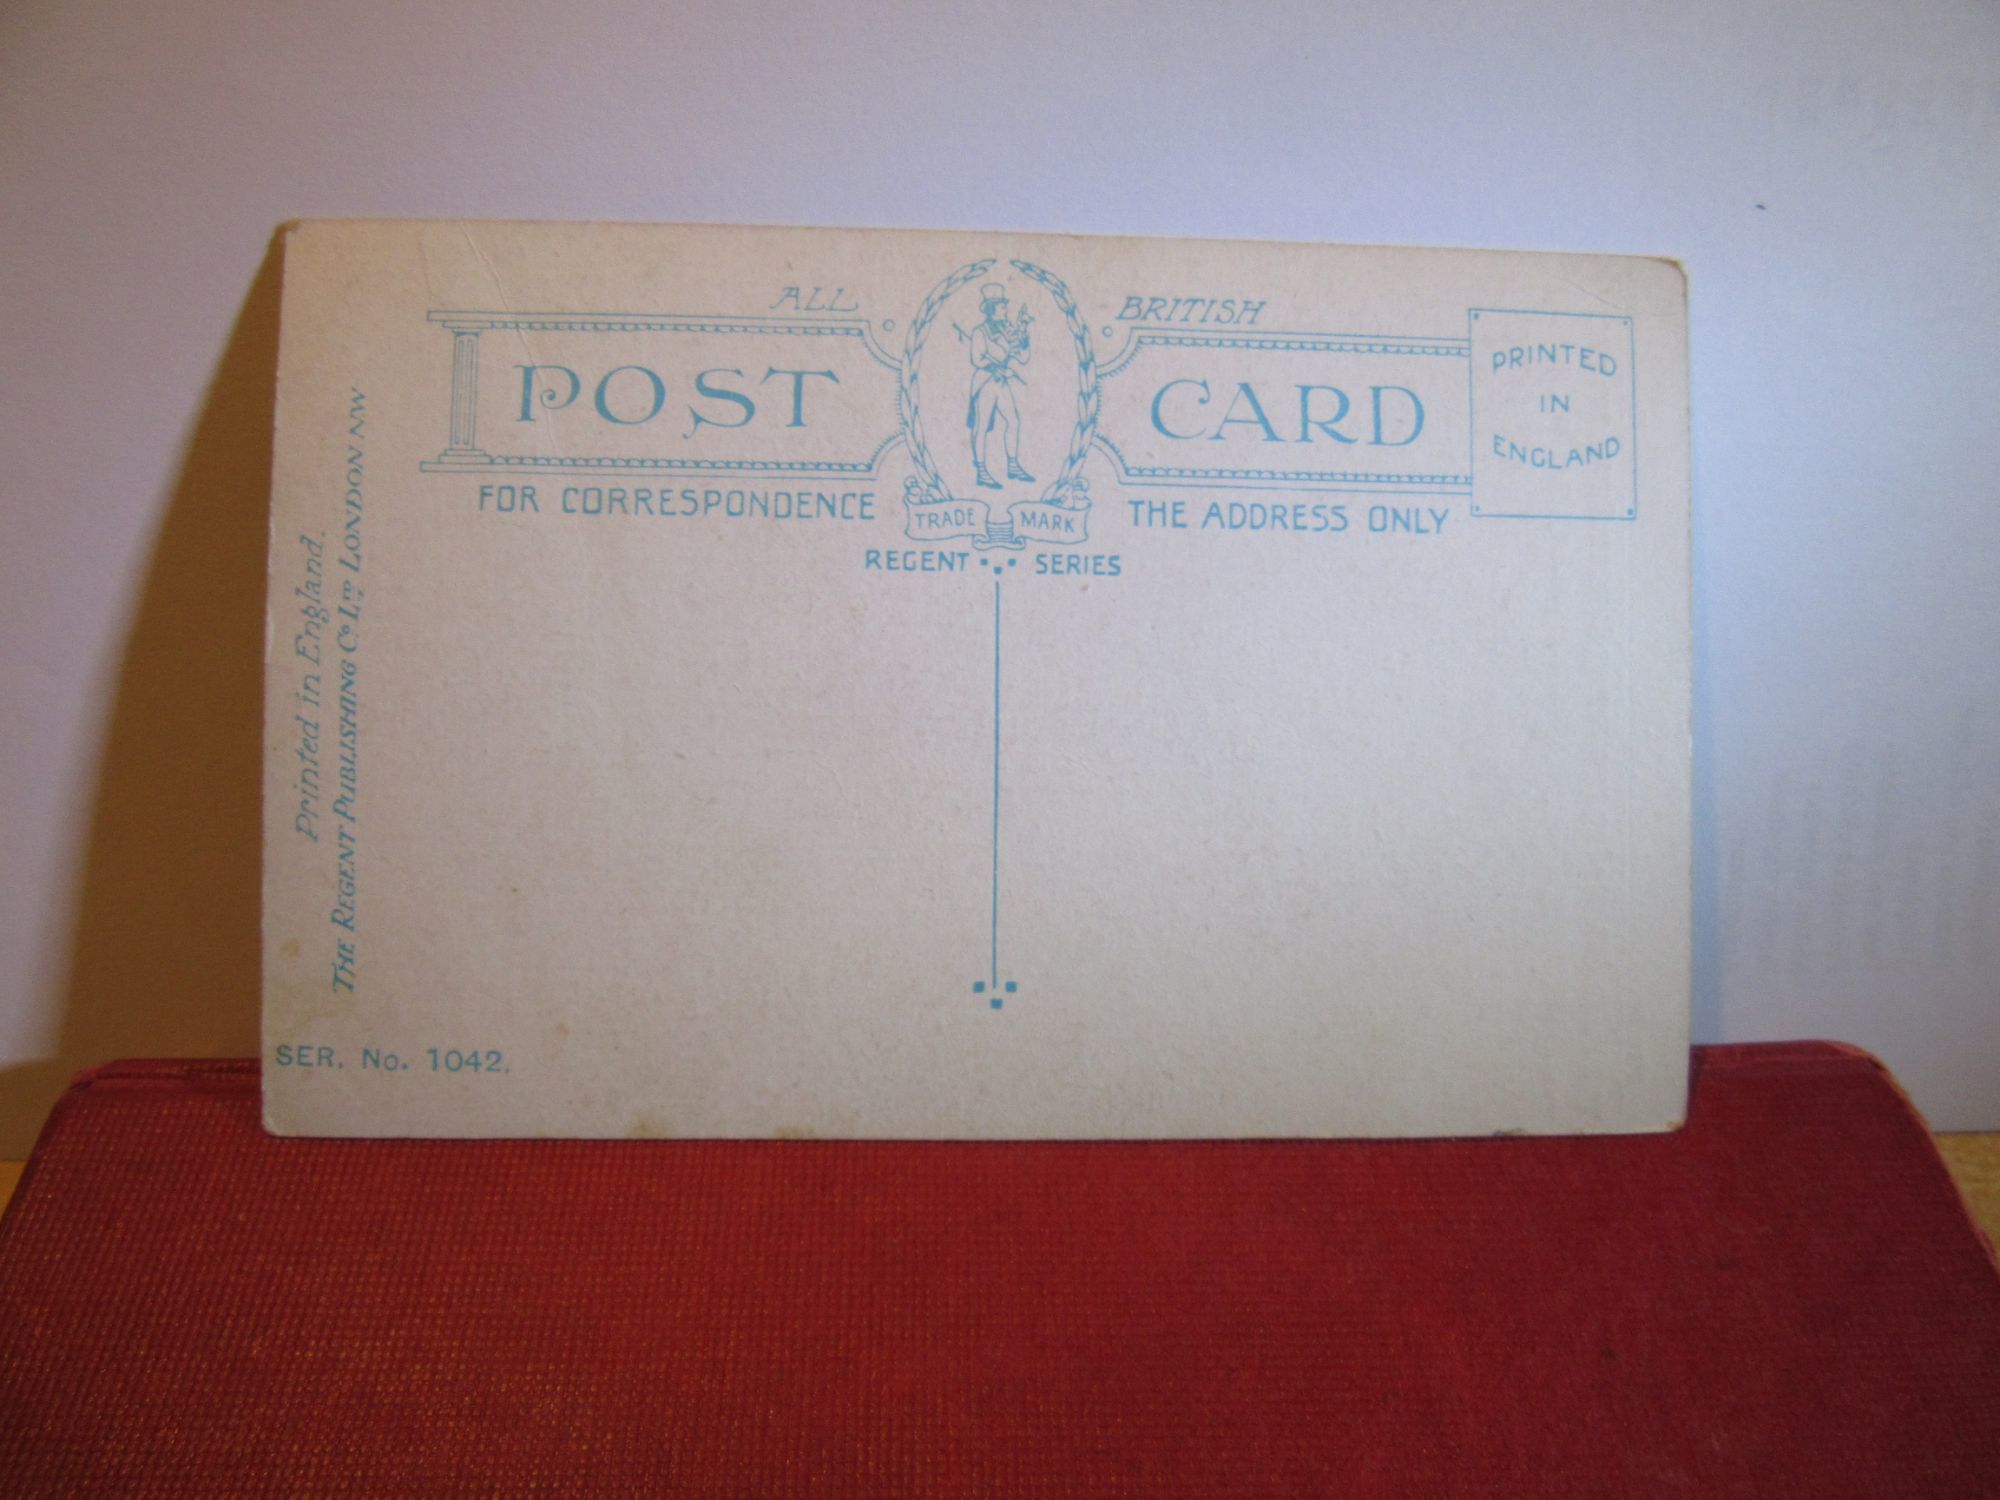 ALL BRITISH
POST CARD
PRINTED
IN
ENGLAND
FOR CORRESPONDENCE
TRADE MARK
THE ADDRESS ONLY
REGENT SERIES
Printed in England.
THE REGENT PUBLISHING Co LTD LONDON NW
SER. No. 1042.